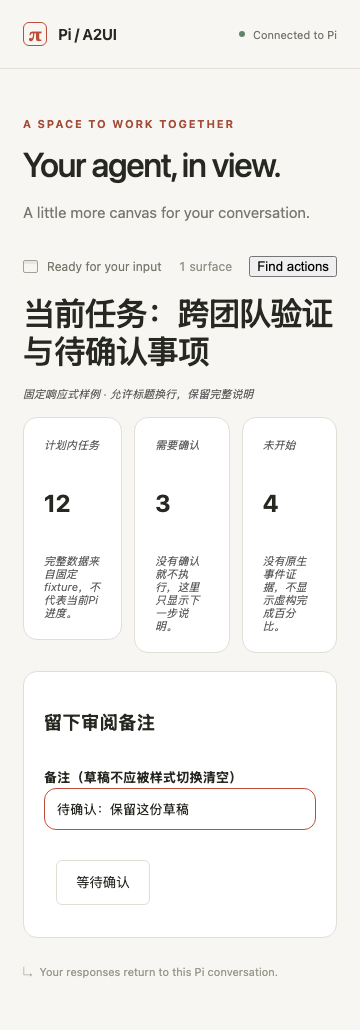 π Pi / A2UI
Connected to Pi
A SPACE TO WORK TOGETHER
Your agent, in view.
A little more canvas for your conversation.
Ready for your input
1 surface
Find actions
当前任务：跨团队验证
与待确认事项
固定响应式样例 · 允许标题换行，保留完整说明
计划内任务
12
完整数据来
自固定
fixture，不
代表当前Pi
进度。
需要确认
3
没有确认
就不执
行，这里
只显示下
一步说
明。
未开始
4
没有原生
事件证
据，不显
示虚构完
成百分
比。
留下审阅备注
备注（草稿不应被样式切换清空）
待确认：保留这份草稿
等待确认
Your responses return to this Pi conversation.